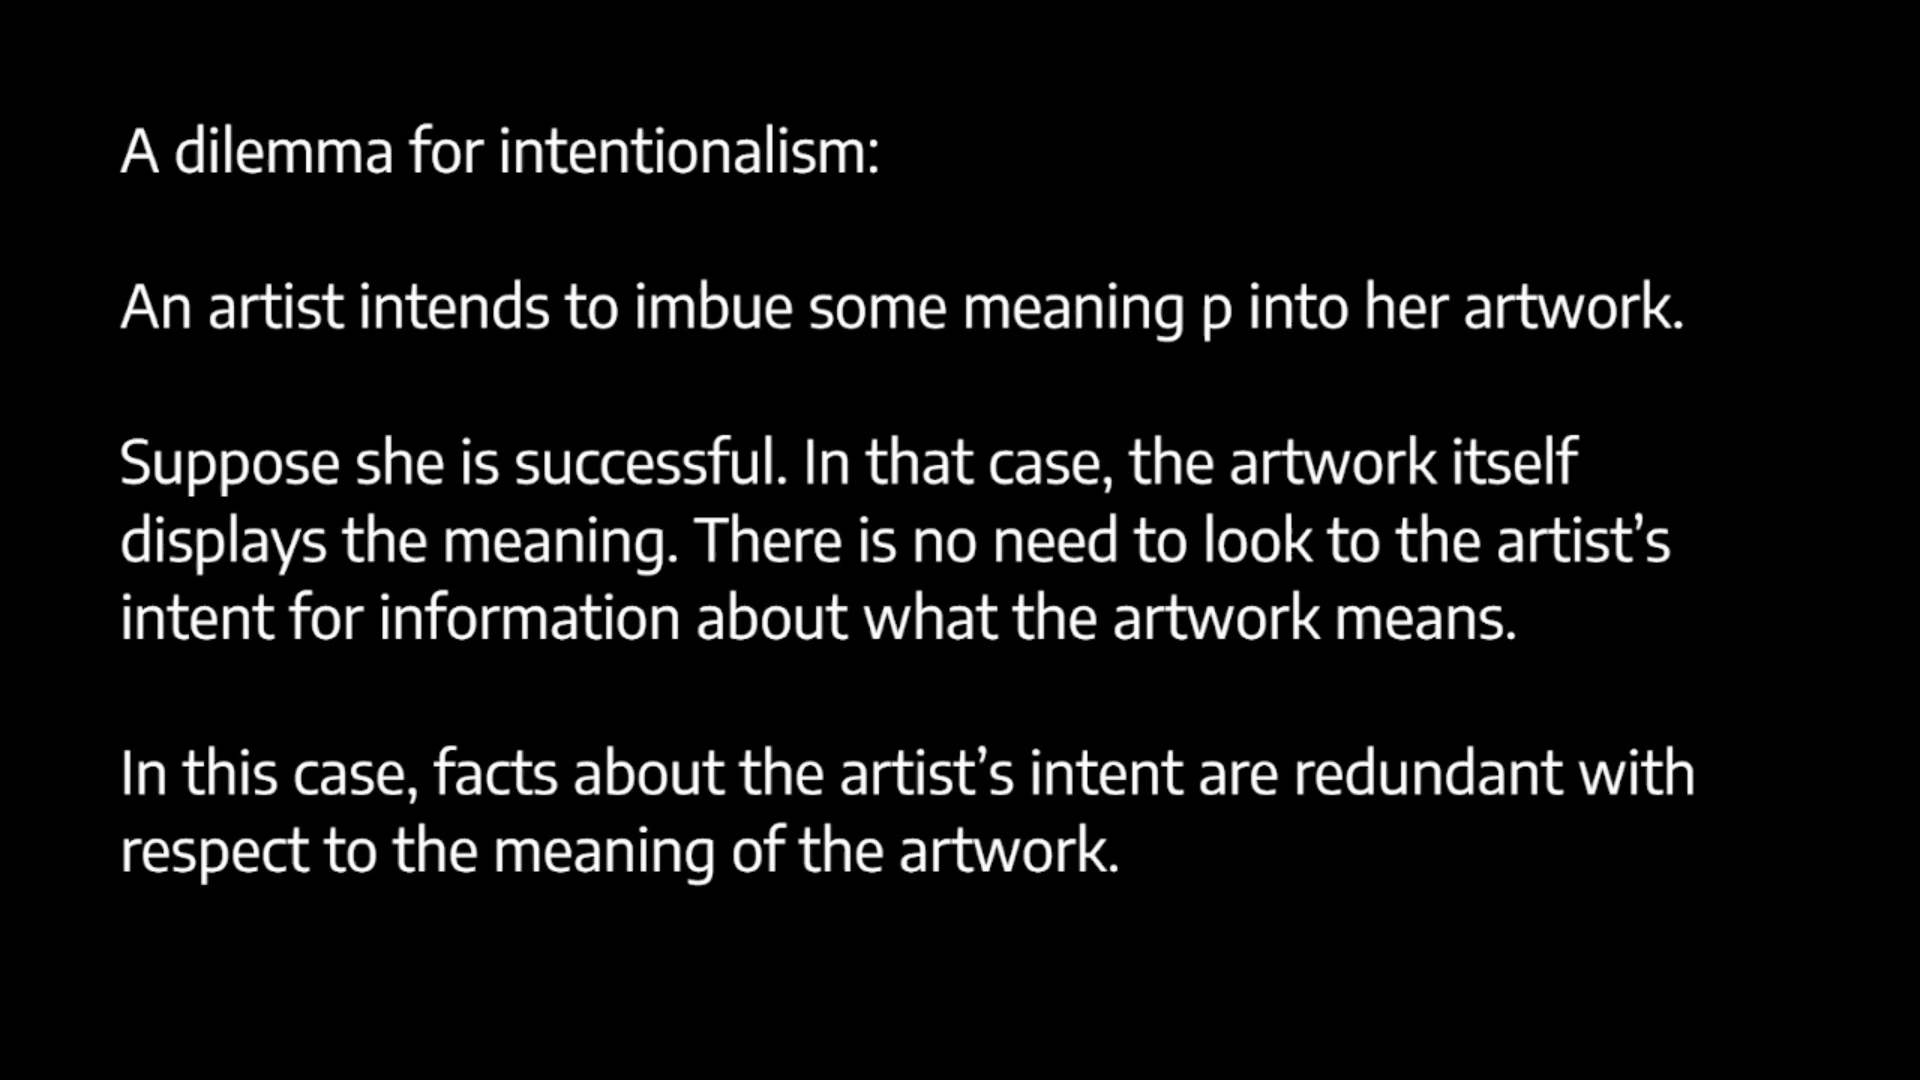 A dilemma for intentionalism:
An artist intends to imbue some meaning p into her artwork.
Suppose she is successful. In that case, the artwork itself
displays the meaning. There is no need to look to the artist’s
intent for information about what the artwork means.
In this case, facts about the artist’s intent are redundant with
respect to the meaning of the artwork.